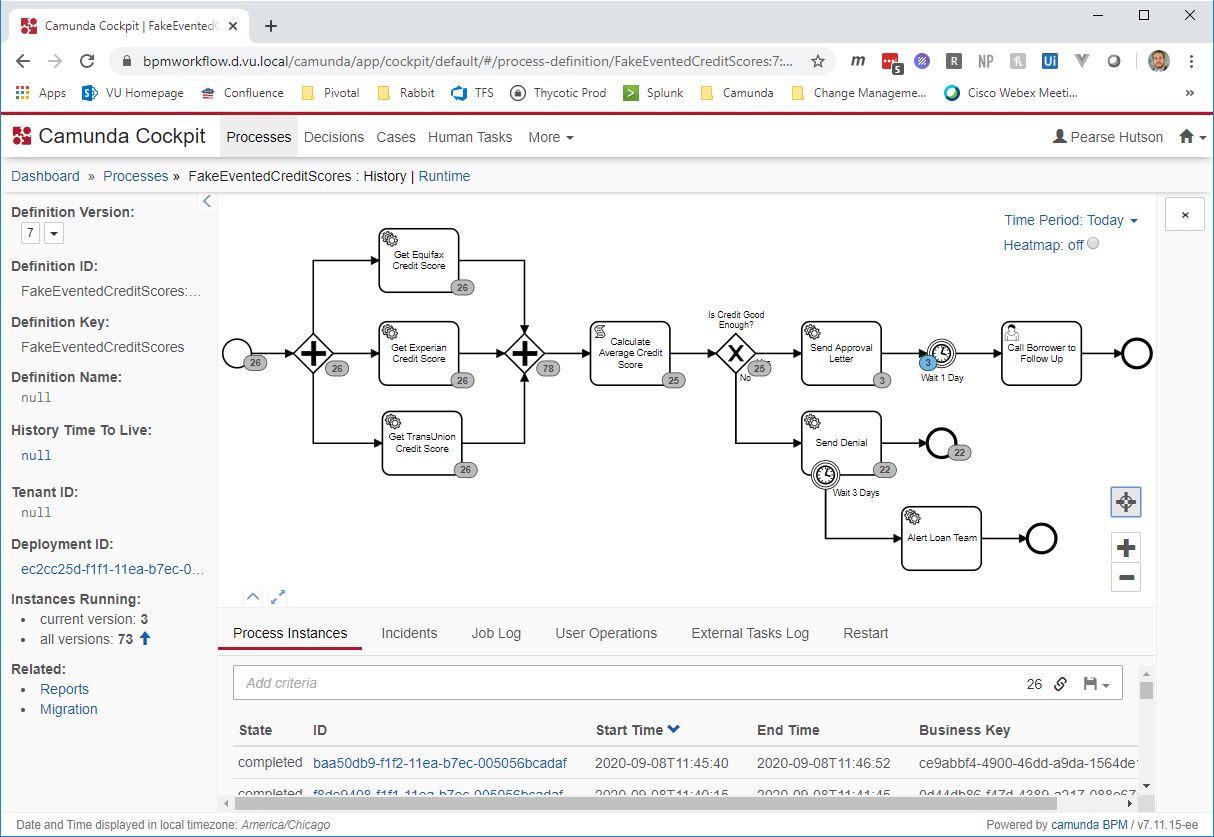 Camunda Cockpit | FakeEventedC
bpmworkflow.d.vu.local/camunda/app/cockpit/default/#/process-definition/FakeEventedCreditScores:7:...
m 5 R NP h Ui
Apps VU Homepage Confluence Pivotal Rabbit TFS Thycotic Prod Splunk Camunda Change Manageme... Cisco Webex Meeti... »
Camunda Cockpit Processes Decisions Cases Human Tasks More Pearse Hutson
Dashboard » Processes » FakeEventedCreditScores : History | Runtime
Definition Version:
7
Definition ID:
FakeEventedCreditScores:...
Definition Key:
FakeEventedCreditScores
Definition Name:
null
History Time To Live:
null
Tenant ID:
null
Deployment ID:
ec2cc25d-f1f1-11ea-b7ec-0...
Instances Running:
• current version: 3
• all versions: 73
Related:
• Reports
• Migration
Time Period: Today
Heatmap: off
×
26
26
Get Equifax
Credit Score
26
Get Experian
Credit Score
26
Get TransUnion
Credit Score
26
78
Calculate
Average Credit
Score
25
Is Credit Good
Enough?
25
No
Send Approval
Letter
3
3
Wait 1 Day
Call Borrower to
Follow Up
Send Denial
22
22
Wait 3 Days
Alert Loan Team
Process Instances Incidents Job Log User Operations External Tasks Log Restart
Add criteria 26
State ID Start Time End Time Business Key
completed baa50db9-f1f2-11ea-b7ec-005056bcadaf 2020-09-08T11:45:40 2020-09-08T11:46:52 ce9abbf4-4900-46dd-a9da-1564de
completed f8de9408-f1f1-11ea-b7ec-005056bcadaf 2020-09-08T11:40:15 2020-09-08T11:41:45
Date and Time displayed in local timezone: America/Chicago
Powered by camunda BPM / v7.11.15-ee